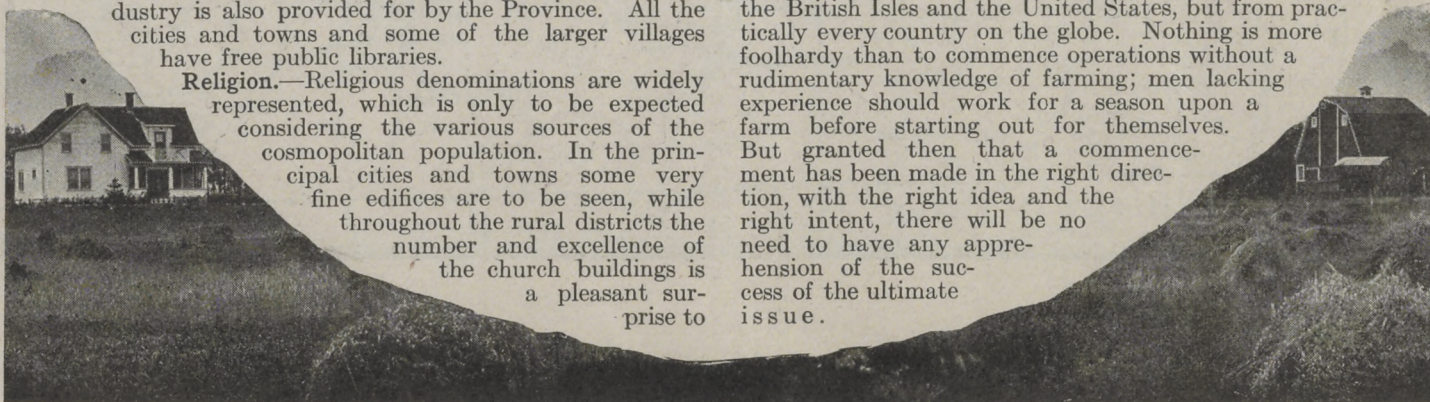 dustry is also provided for by the Province. All the
cities and towns and some of the larger villages
have free public libraries.
Religion.—Religious denominations are widely
represented, which is only to be expected
considering the various sources of the
cosmopolitan population. In the prin-
cipal cities and towns some very
fine edifices are to be seen, while
throughout the rural districts the
number and excellence of
the church buildings is
a pleasant sur-
prise to
the British Isles and the United States, but from prac-
tically every country on the globe. Nothing is more
foolhardy than to commence operations without a
rudimentary knowledge of farming; men lacking
experience should work for a season upon a
farm before starting out for themselves.
But granted then that a commence-
ment has been made in the right direc-
tion, with the right idea and the
right intent, there will be no
need to have any appre-
hension of the suc-
cess of the ultimate
issue.